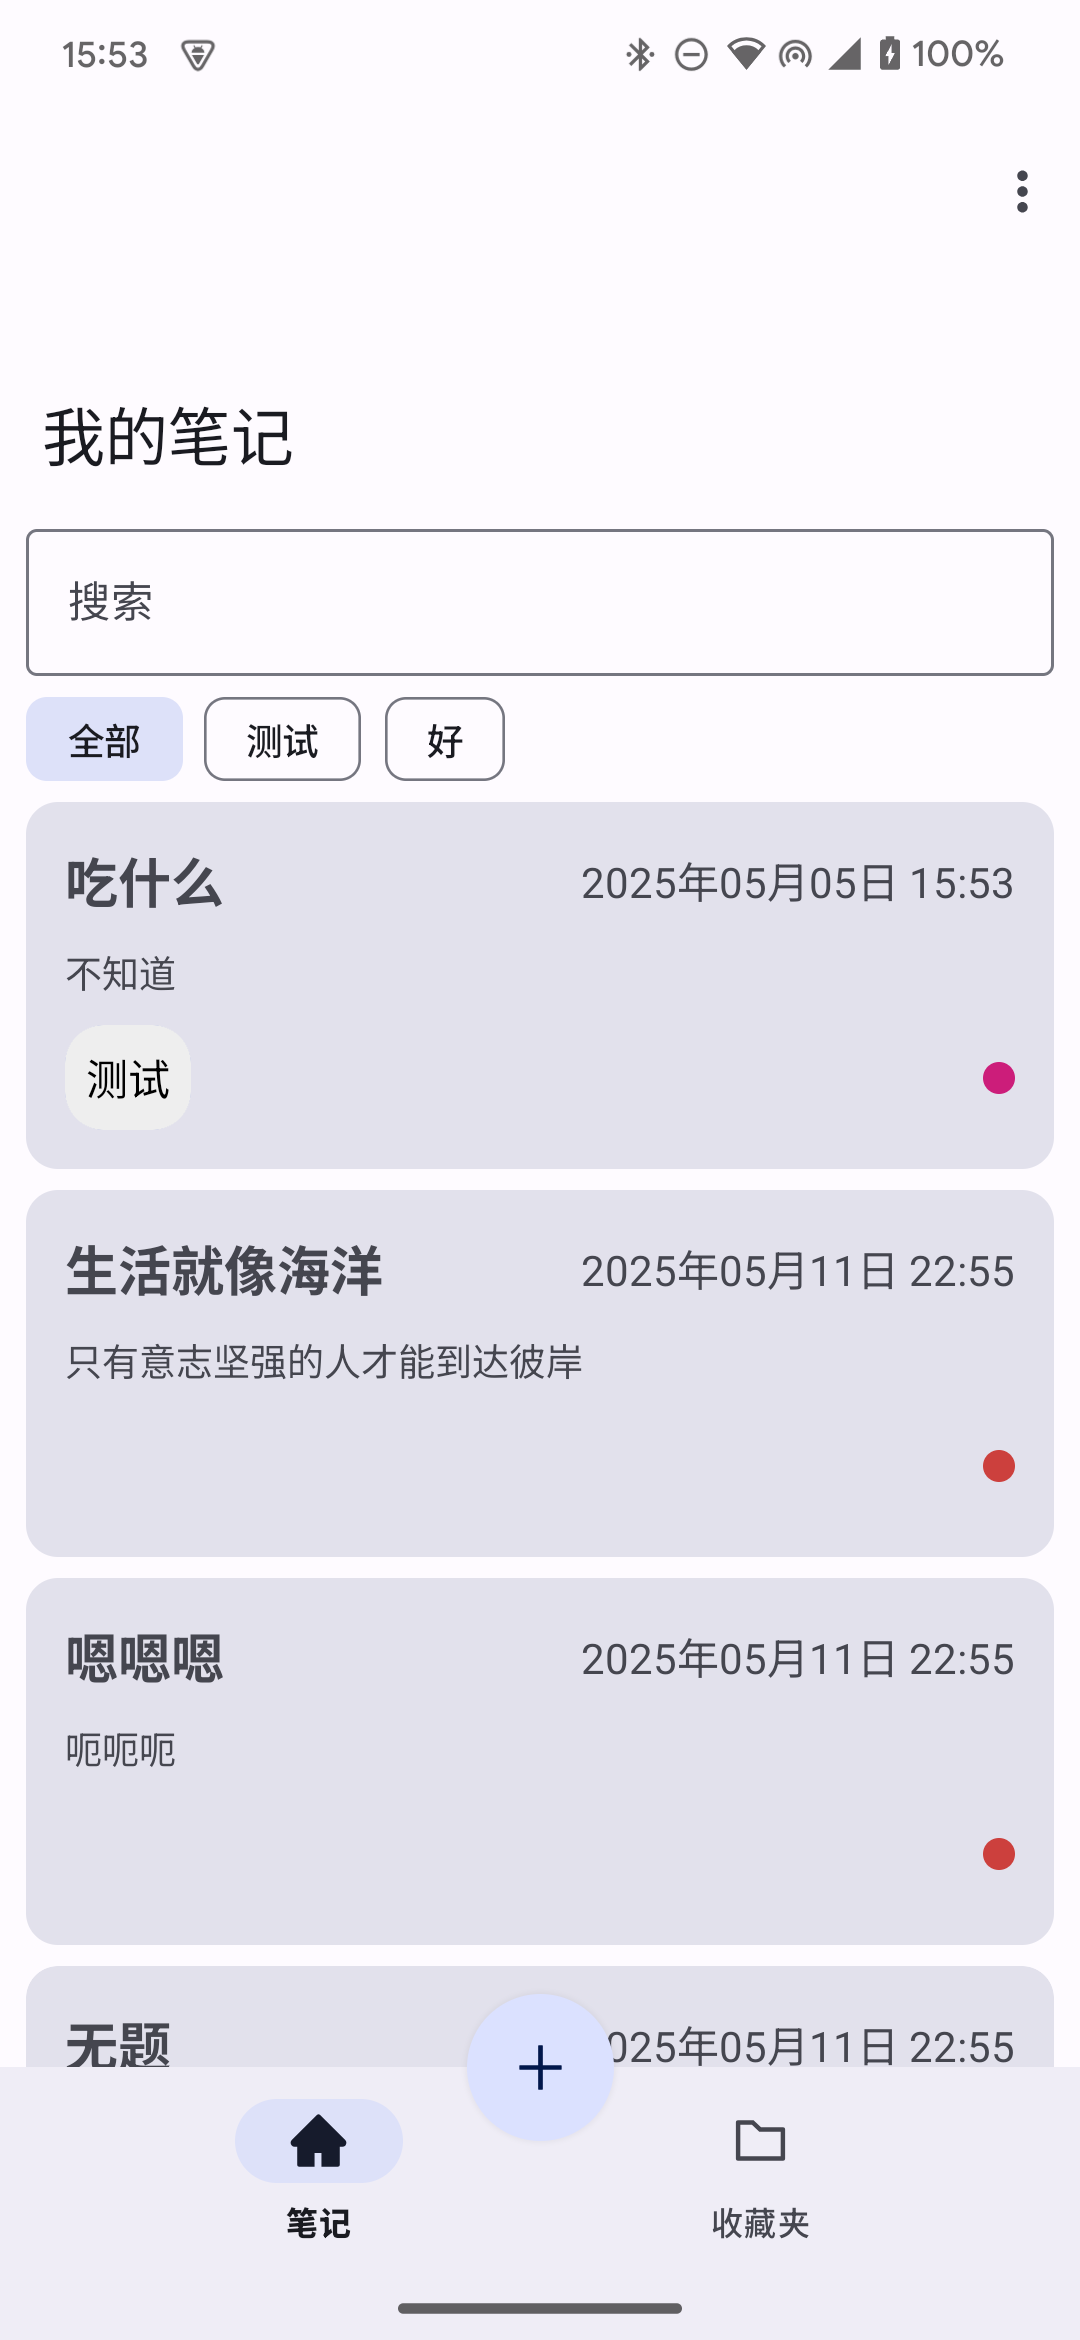 15:53 100%
我的笔记
搜索
全部 测试 好
吃什么 2025年05月05日 15:53
不知道
测试
生活就像海洋 2025年05月11日 22:55
只有意志坚强的人才能到达彼岸
嗯嗯嗯 2025年05月11日 22:55
呃呃呃
无题 025年05月11日 22:55
笔记 收藏夹